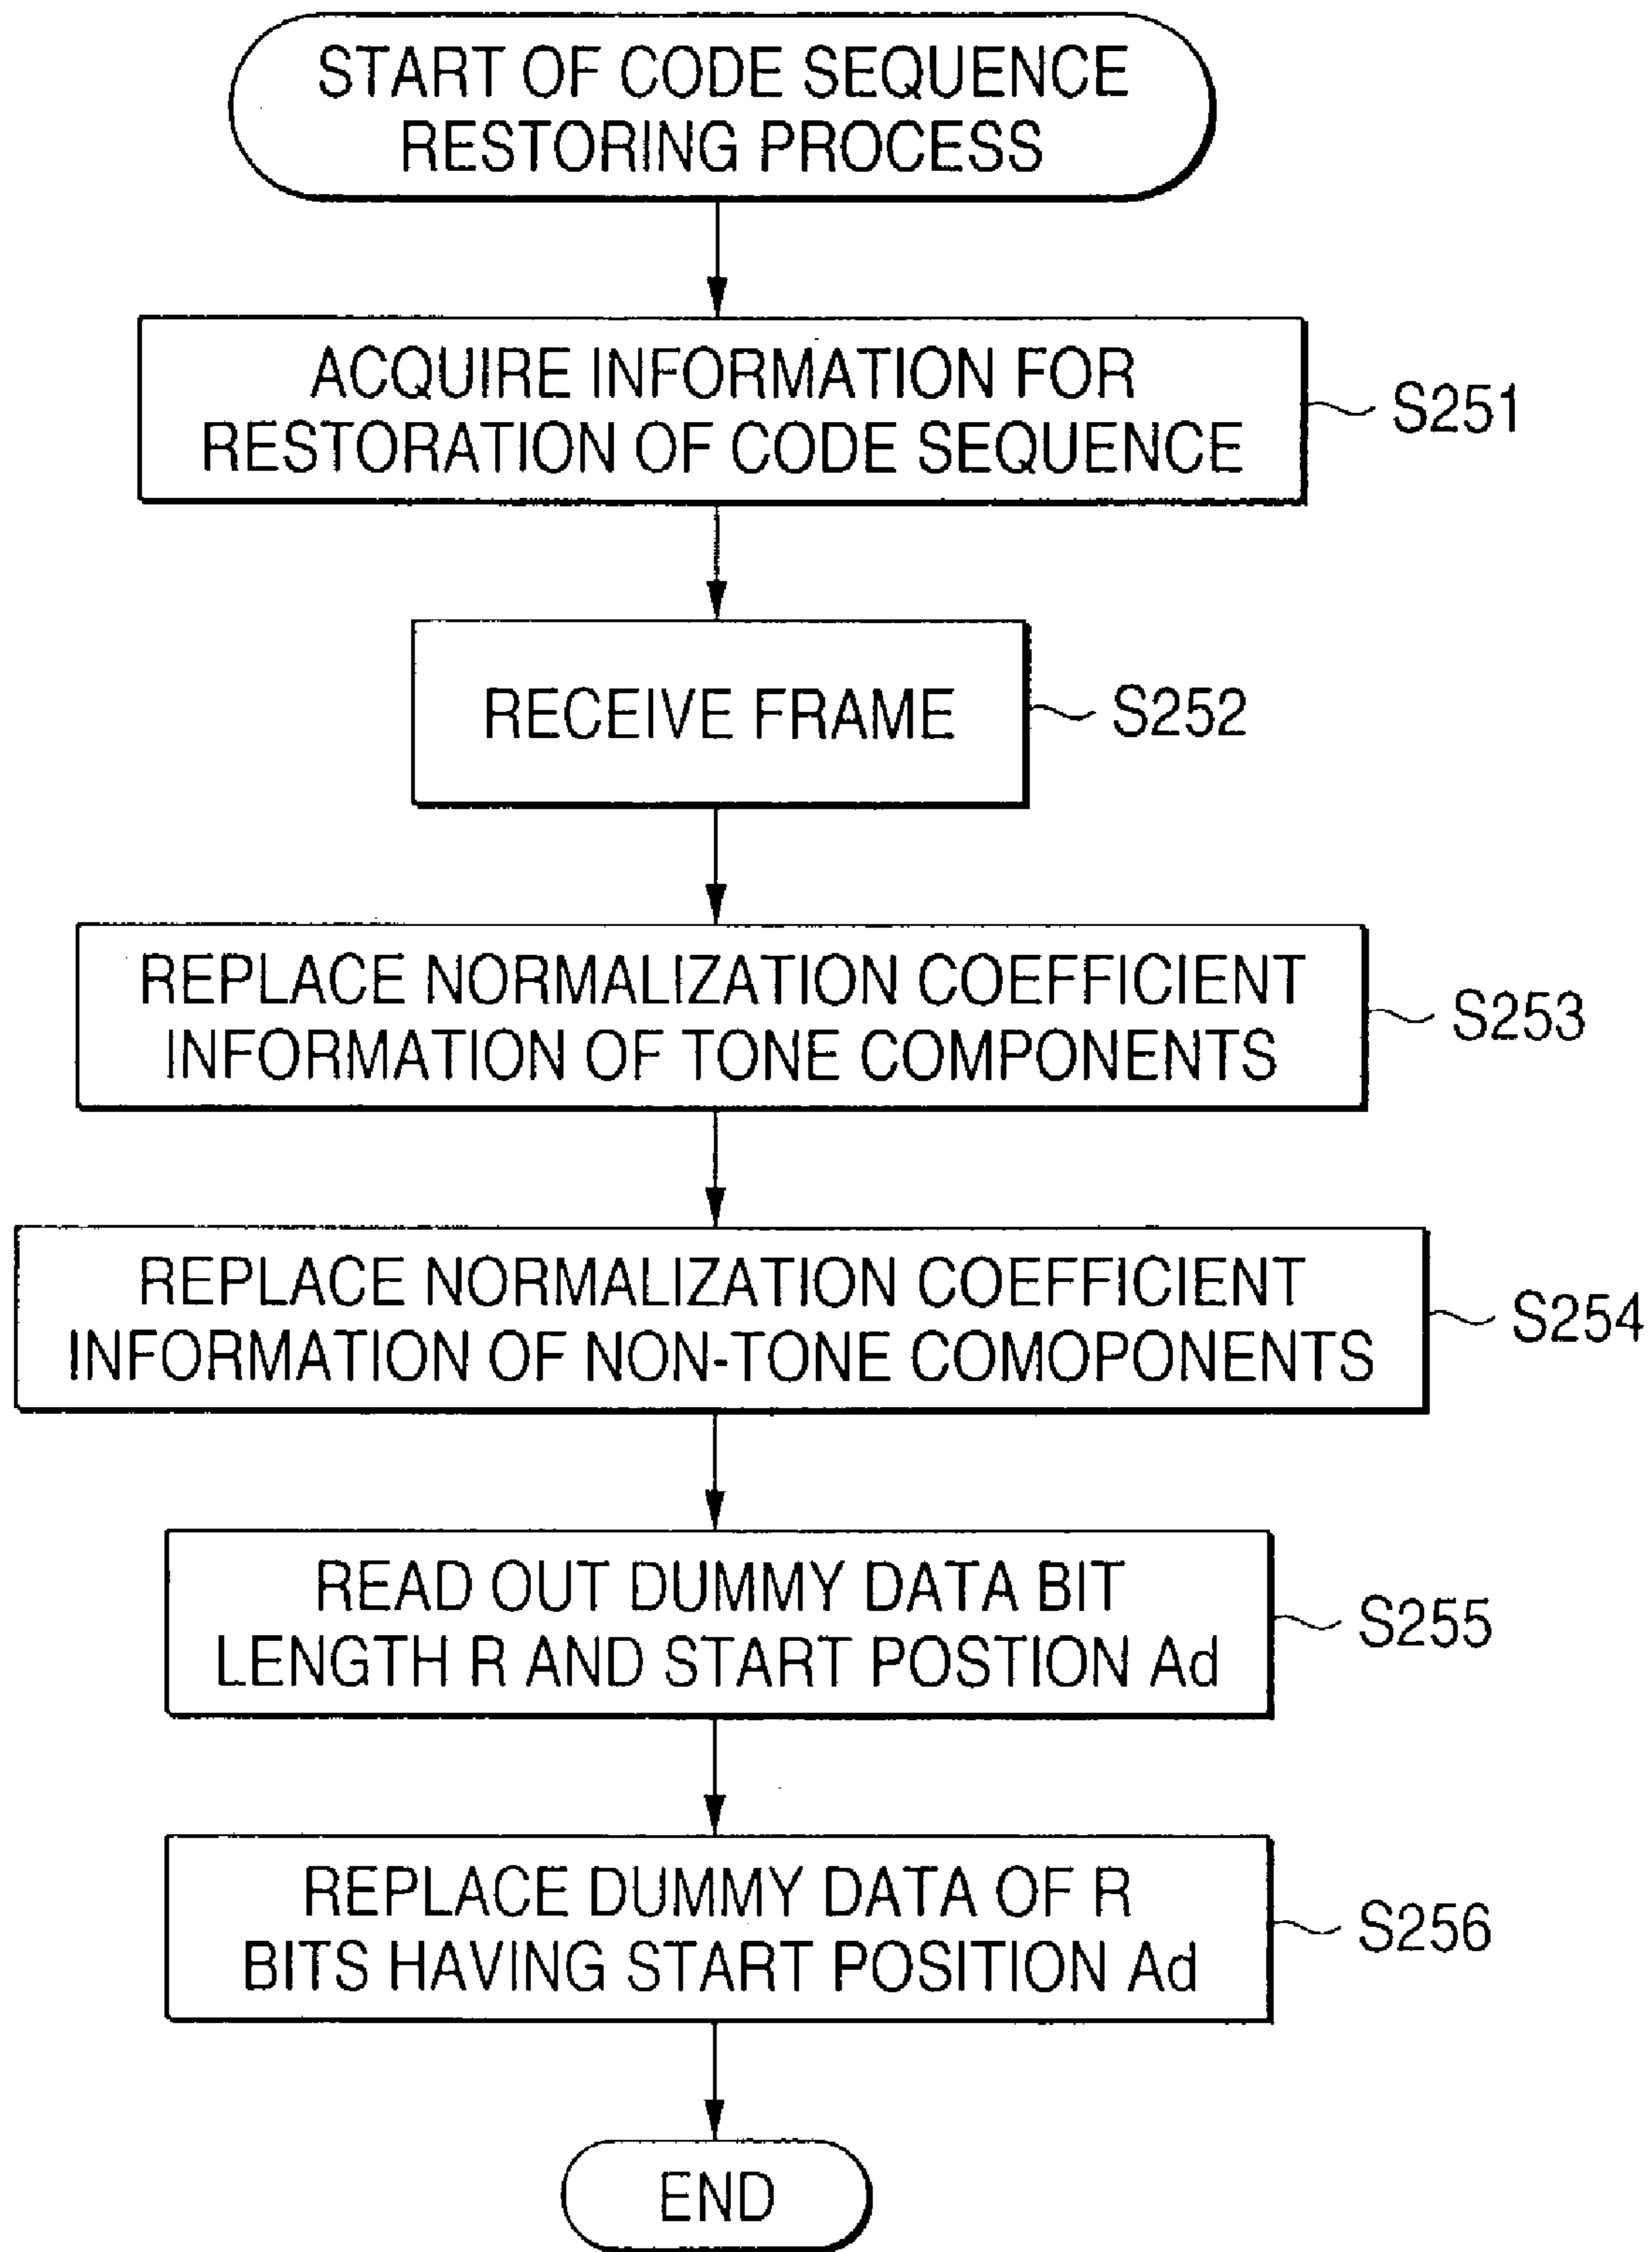 START OF CODE SEQUENCE
RESTORING PROCESS
ACQUIRE INFORMATION FOR
RESTORATION OF CODE SEQUENCE
S251
RECEIVE FRAME
S252
REPLACE NORMALIZATION COEFFICIENT
INFORMATION OF TONE COMPONENTS
S253
REPLACE NORMALIZATION COEFFICIENT
INFORMATION OF NON-TONE COMOPONENTS
S254
READ OUT DUMMY DATA BIT
LENGTH R AND START POSTION Ad
S255
REPLACE DUMMY DATA OF R
BITS HAVING START POSITION Ad
S256
END